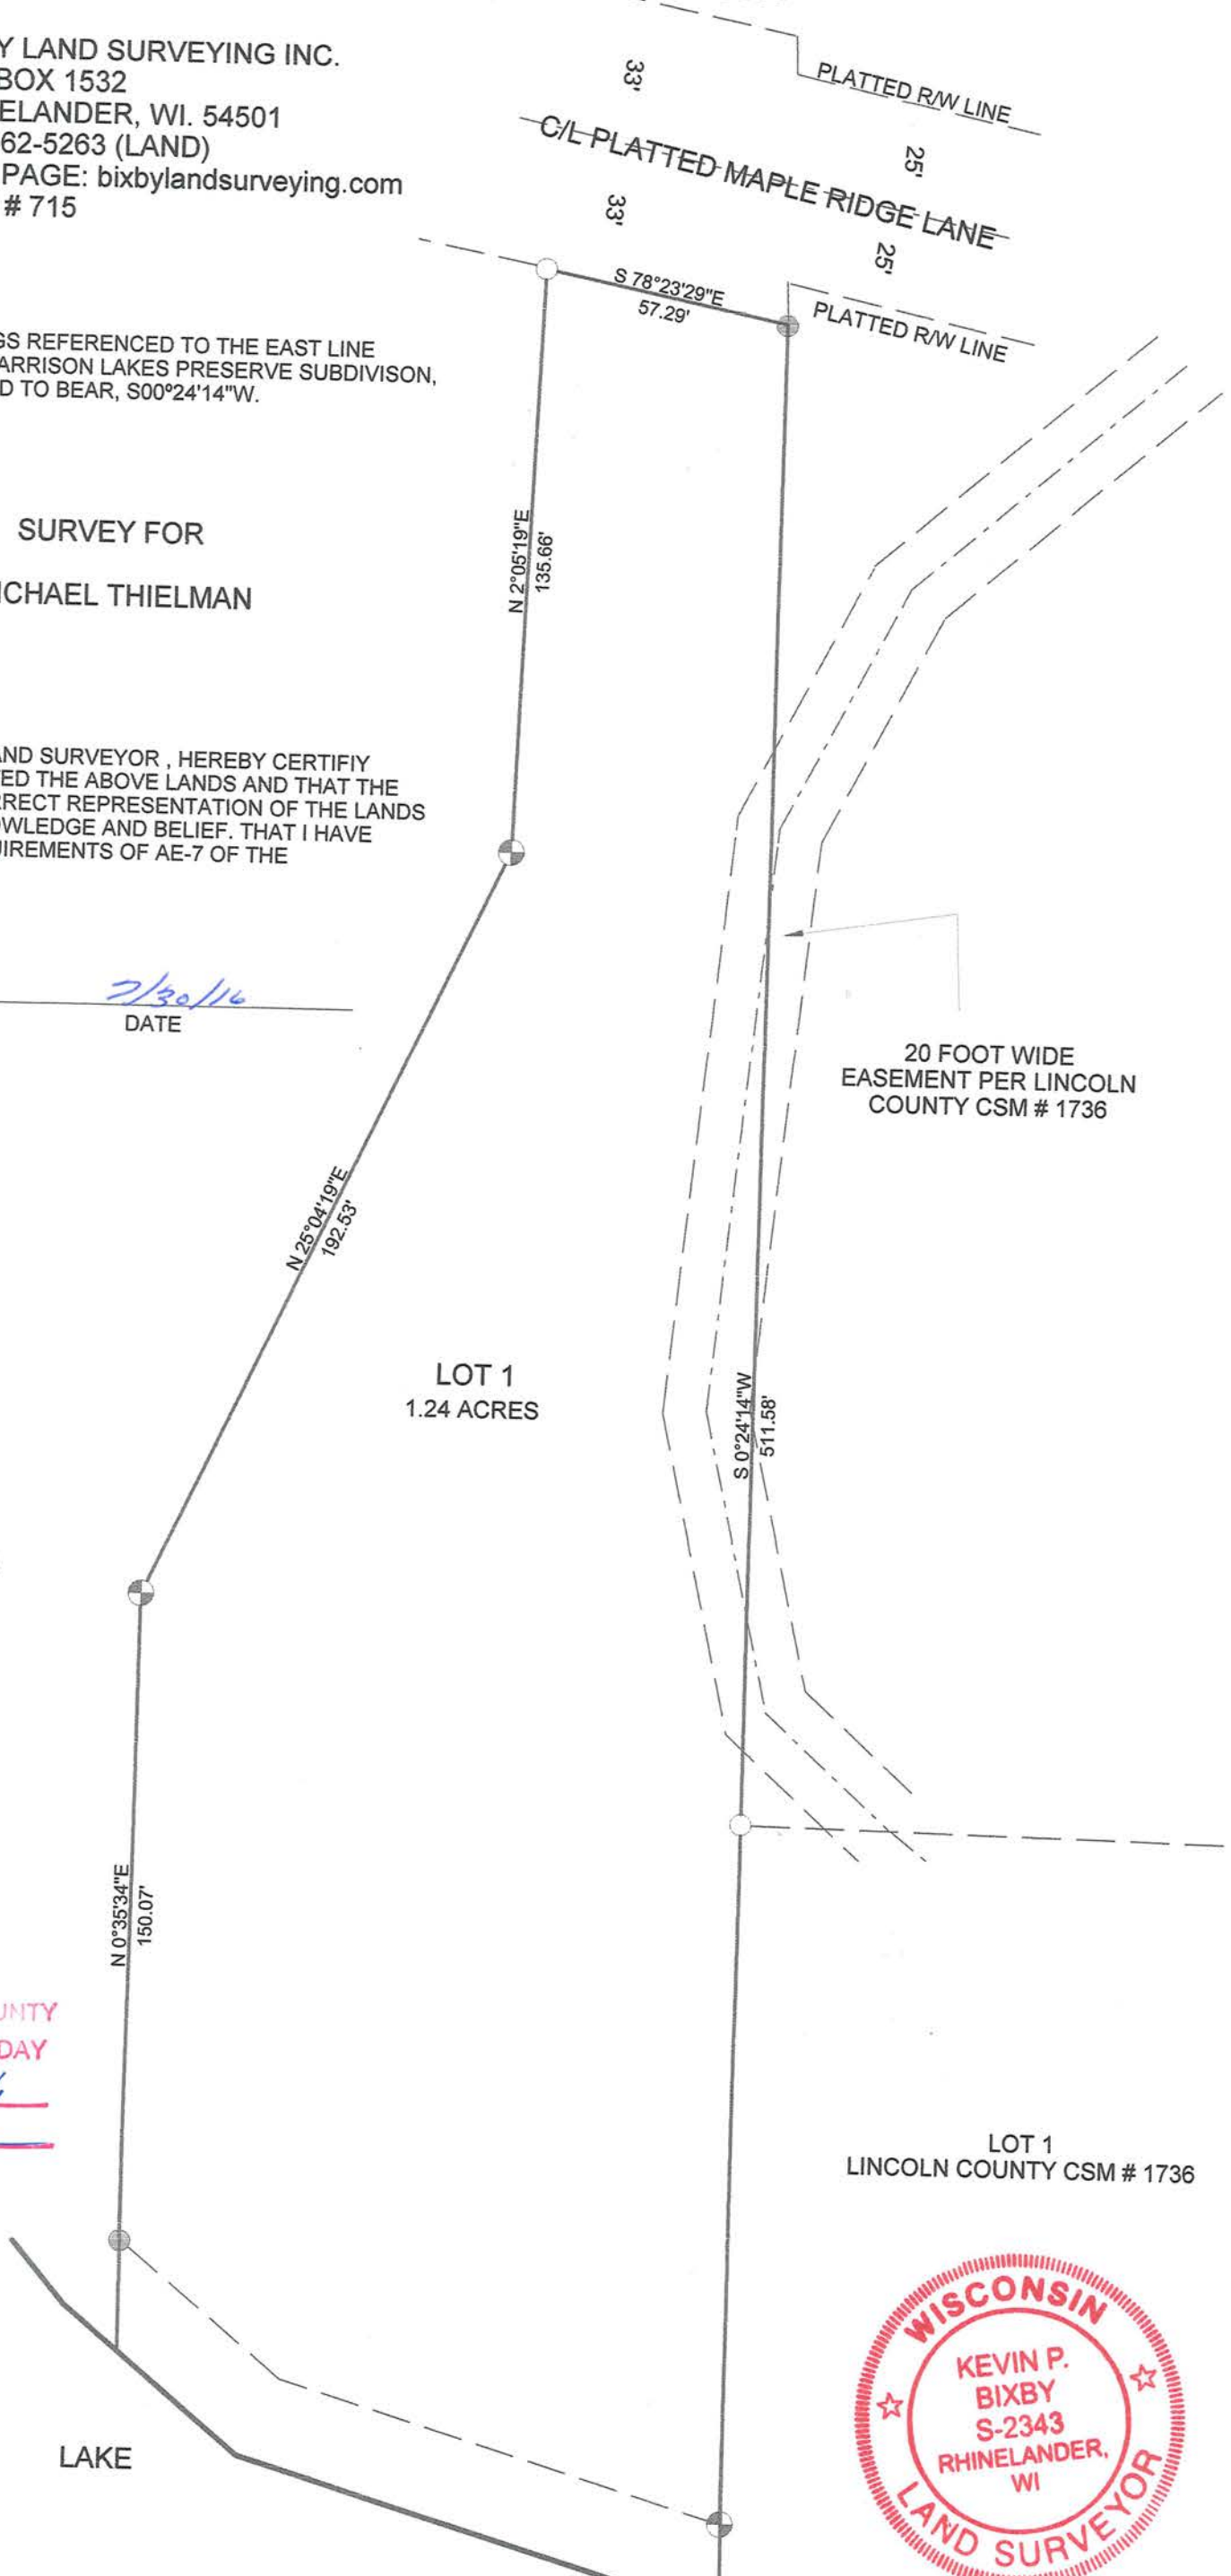 Y LAND SURVEYING INC.
BOX 1532
ELANDER, WI. 54501
62-5263 (LAND)
PAGE: bixbylandsurveying.com
# 715
33'
PLATTED R/W LINE
C/L PLATTED MAPLE RIDGE LANE
25'
33'
25'
S 78°23'29"E
57.29'
PLATTED R/W LINE
GS REFERENCED TO THE EAST LINE
ARRISON LAKES PRESERVE SUBDIVISON,
D TO BEAR, S00°24'14"W.
SURVEY FOR
ICHAEL THIELMAN
N 2°05'19"E
135.66'
AND SURVEYOR , HEREBY CERTIFIY
ED THE ABOVE LANDS AND THAT THE
RRECT REPRESENTATION OF THE LANDS
OWLEDGE AND BELIEF. THAT I HAVE
UIREMENTS OF AE-7 OF THE
7/30/16
DATE
20 FOOT WIDE
EASEMENT PER LINCOLN
COUNTY CSM # 1736
N 25°04'19"E
192.53'
LOT 1
1.24 ACRES
S 0°24'14"W
511.58'
N 0°35'34"E
150.07'
UNTY
DAY
LOT 1
LINCOLN COUNTY CSM # 1736
LAKE
WISCONSIN
KEVIN P.
BIXBY
S-2343
RHINELANDER,
WI
LAND SURVEYOR